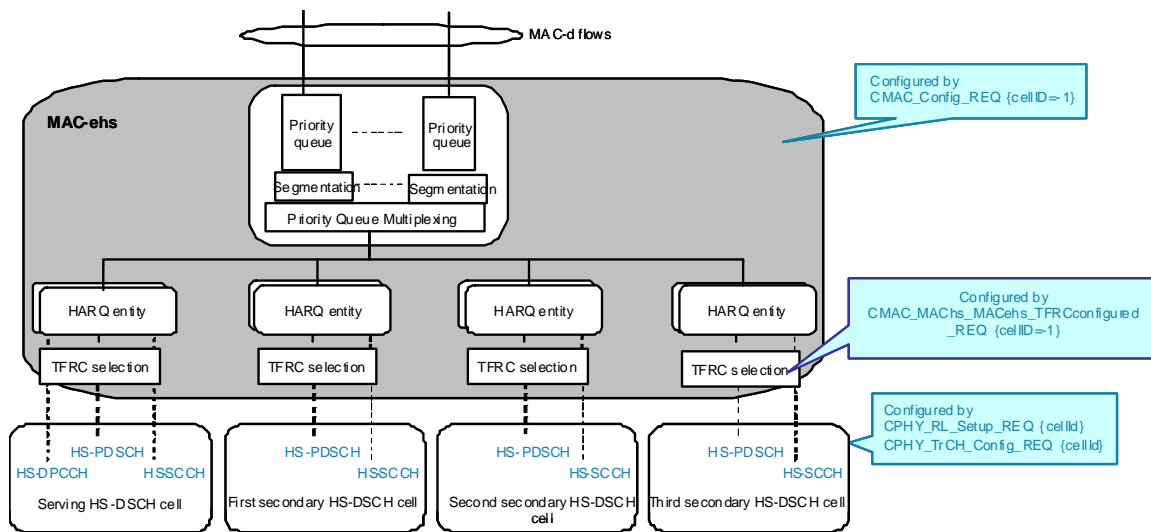 MAC-d flows
Configured by
CMAC_Config_REQ {cellID=-1}
MAC-ehs
Priority
queue
Priority
queue
Segmentation
Segmentation
Priority Queue Multiplexing
HARQ entity
HARQ entity
HARQ entity
HARQ entity
Configured by
CMAC_MAChs_MACehs_TFRCconfigured
_REQ {cellID=-1}
TFRC selection
TFRC selection
TFRC selection
TFRC selection
Configured by
CPHY_RL_Setup_REQ {cellId}
CPHY_TrCH_Config_REQ {cellId}
HS-PDSCH
HS-DPCCH
HSSCCH
Serving HS-DSCH cell
HS-PDSCH
HSSCCH
First secondary HS-DSCH cell
HS-PDSCH
HS-SCCH
Second secondary HS-DSCH
cell
HS-PDSCH
HS-SCCH
Third secondary HS-DSCH cell